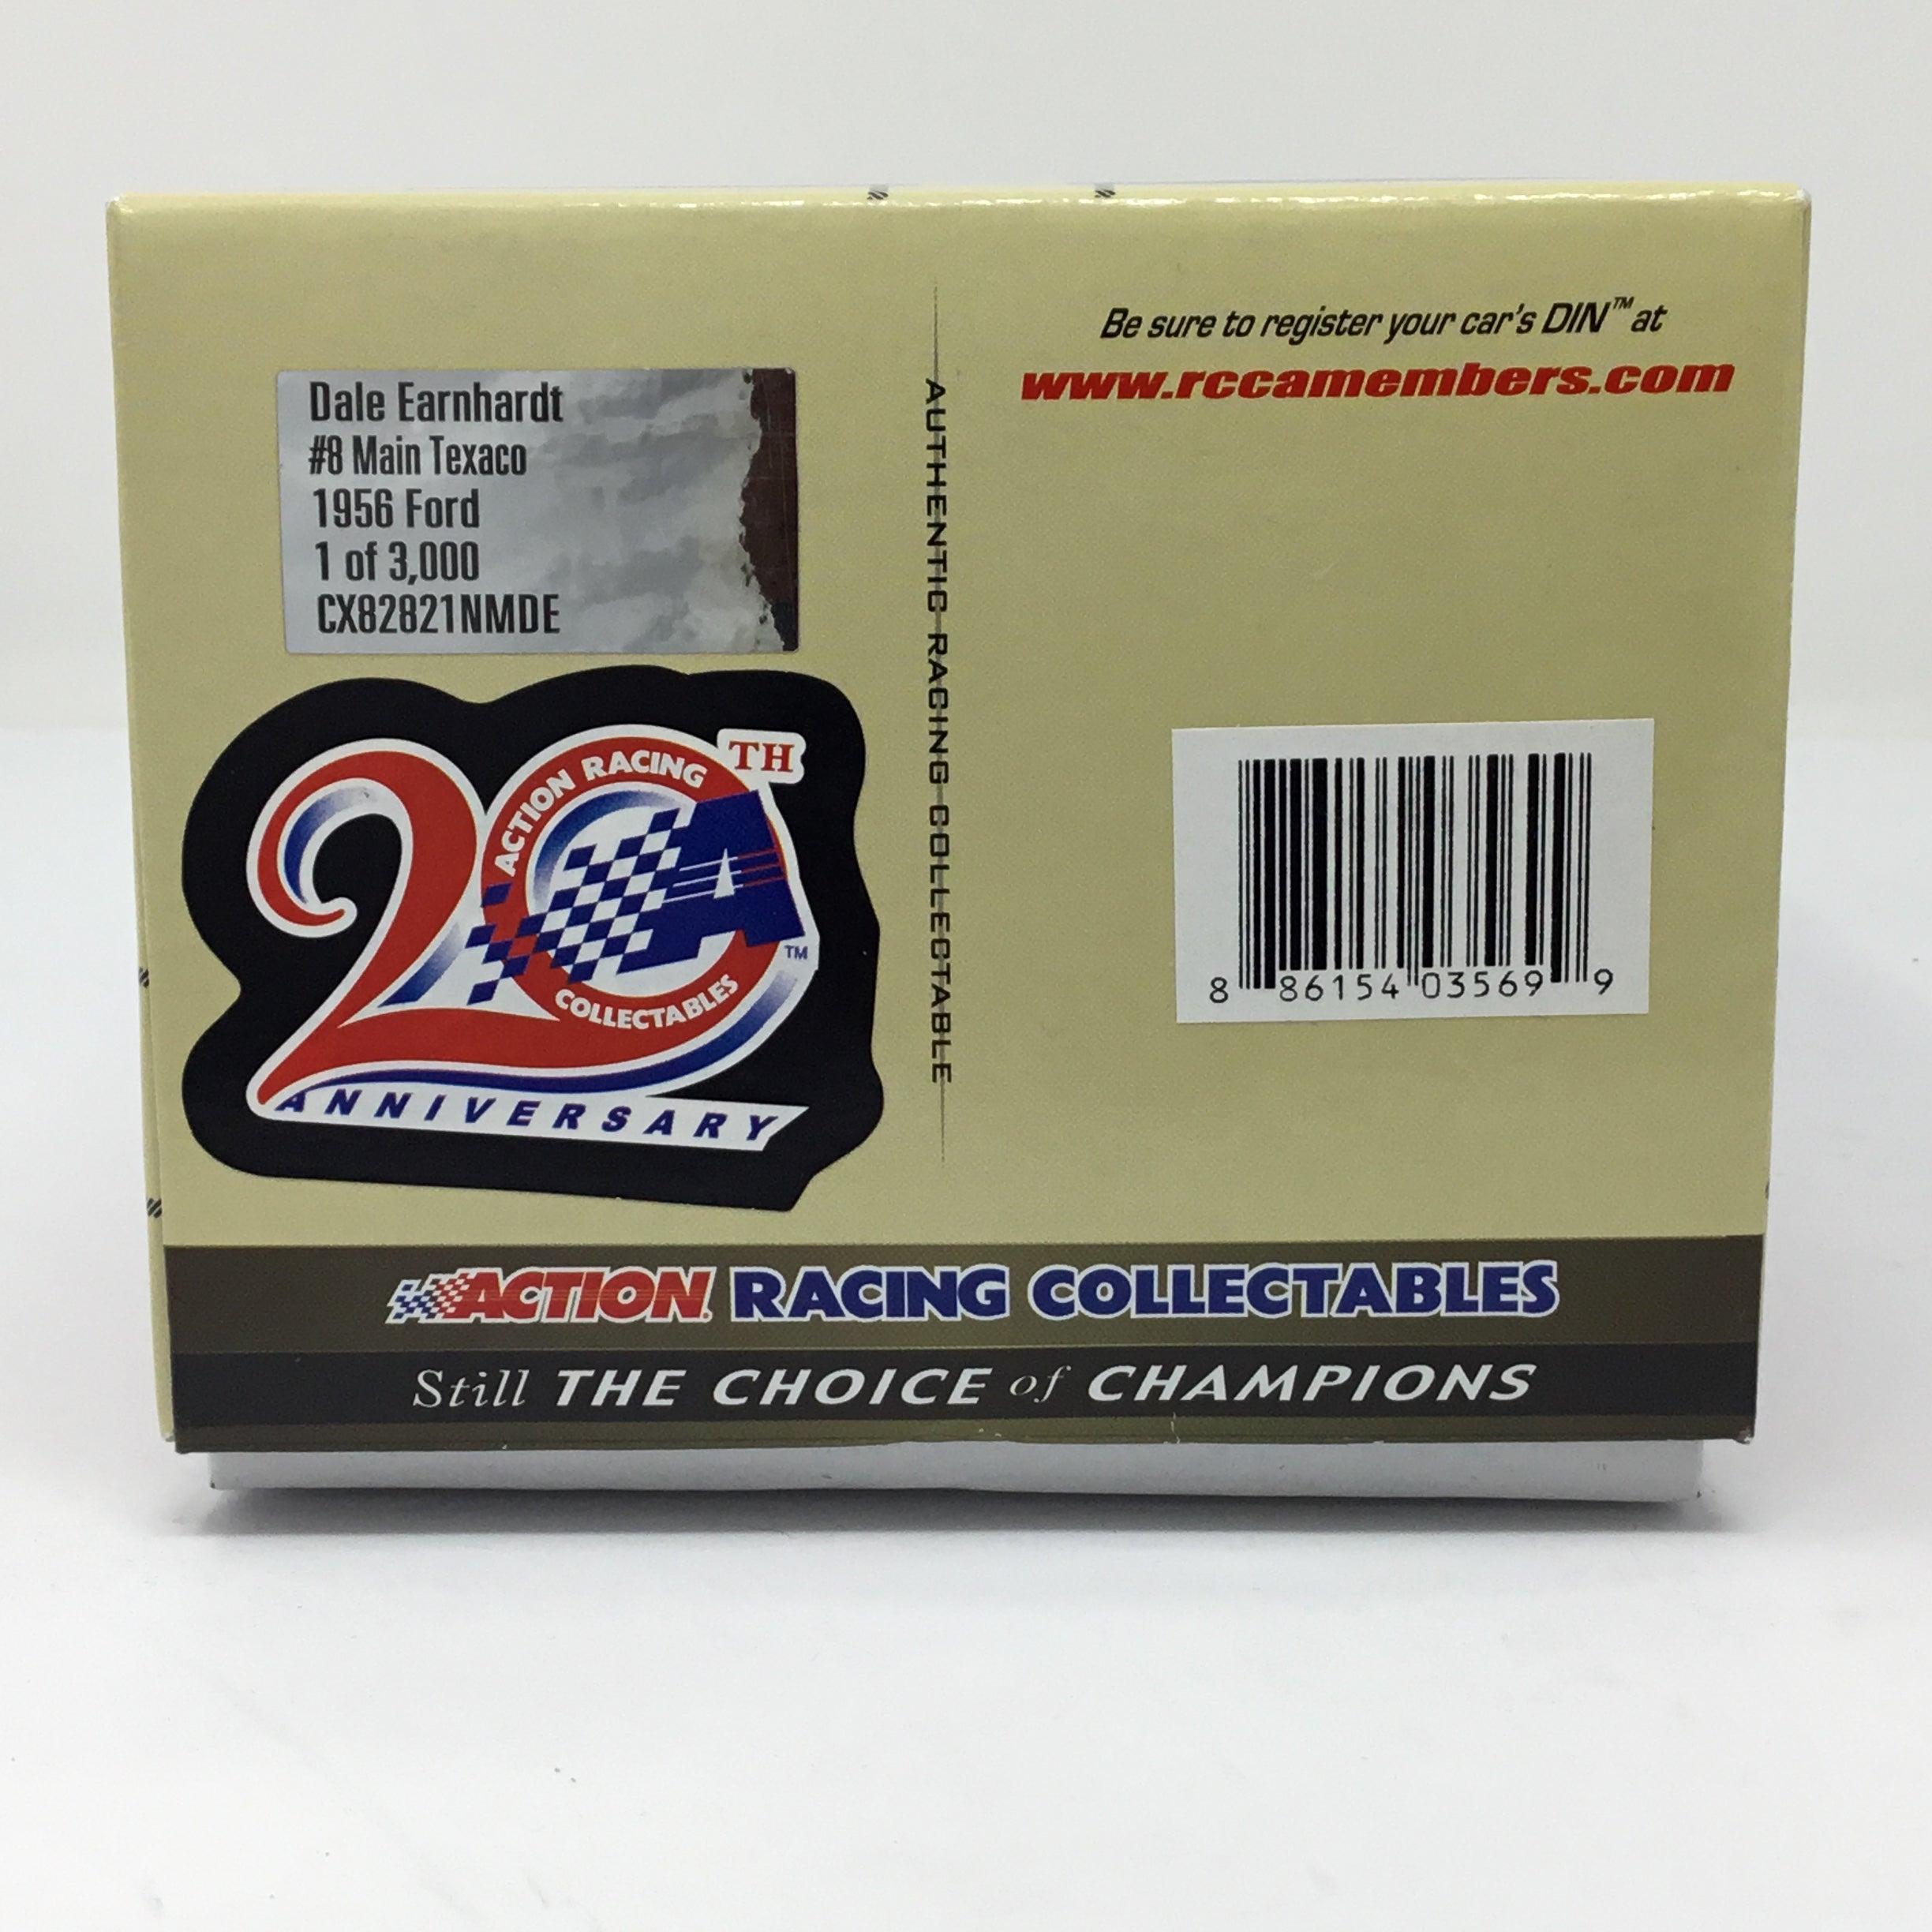 Dale Earnhardt
#8 Main Texaco
1956 Ford
1 of 3,000
CX82821NMDE
20TH
ACTION RACING
A
TM
COLLECTABLES
ANNIVERSARY
AUTHENTIC RACING COLLECTABLE
Be sure to register your car's DIN™ at
www.rccamembers.com
8 86154 03569 9
ACTION RACING COLLECTABLES
Still THE CHOICE of CHAMPIONS